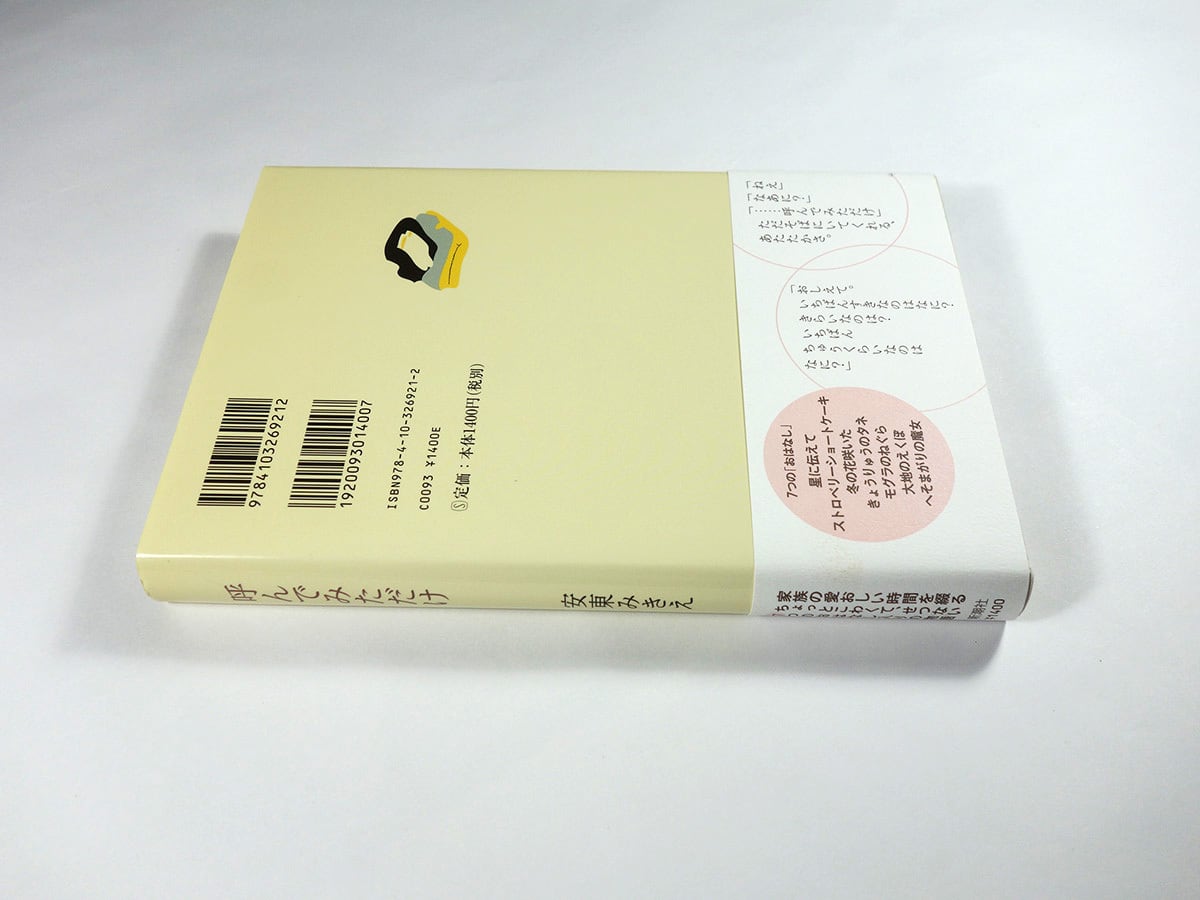 9784103269212
1920093014007
ISBN978-4-10-326921-2
C0093 ¥1400E
Ⓢ定価：本体1400円(税別)
「ねえ」
「なあに？」
「……呼んでみただけ」
ただそばにいてくれる、
あたたかさ。
「おしえて。
いちばんすきなのはなに？
きらいなのは？
いちばん
ちゅうくらいなのは
なに？」
7つの「おはなし」
星に伝えて
ストロベリーショートケーキ
冬の花咲いた
きょうりゅうのタネ
モグラのねぐら
大地のえくぼ
へそまがりの魔女
呼んでみただけ
安東みきえ
家族の愛おしい時間を綴る
ちょっとこわくて、せつない
新潮社
¥1400